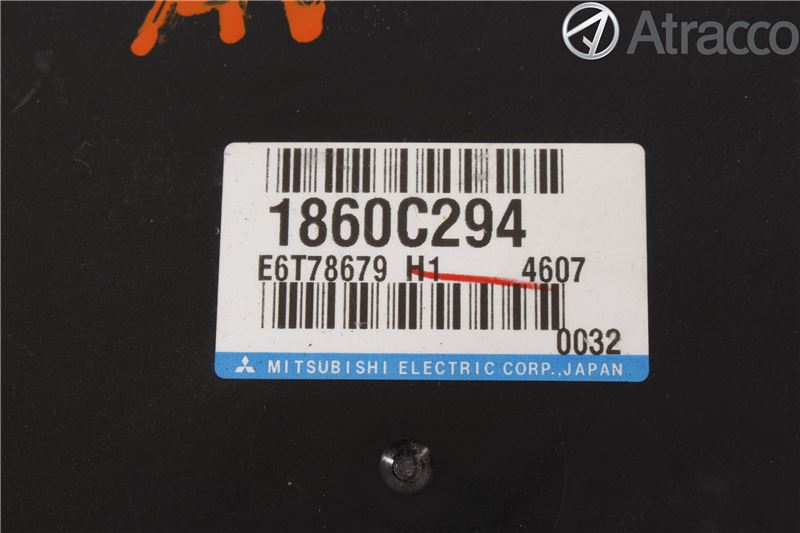 Atracco
1860C294
E6T78679 H1 4607
0032
MITSUBISHI ELECTRIC CORP.,JAPAN